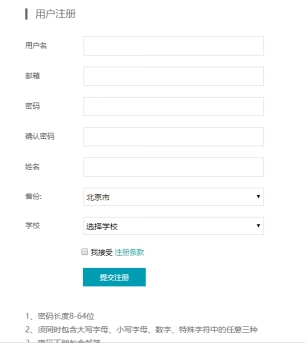 用户注册
用户名
邮箱
密码
确认密码
姓名
省份:
北京市
学校
选择学校
我接受 注册条款
提交注册
1、密码长度8-64位
2、须同时包含大写字母、小写字母、数字、特殊字符中的任意三种